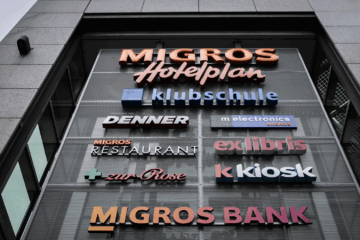 MIGROS
Hotelplan
klubschule
DENNER
m electronics
MIGROS
RESTAURANT
ex libris
zur Rose
k kiosk
MIGROS BANK